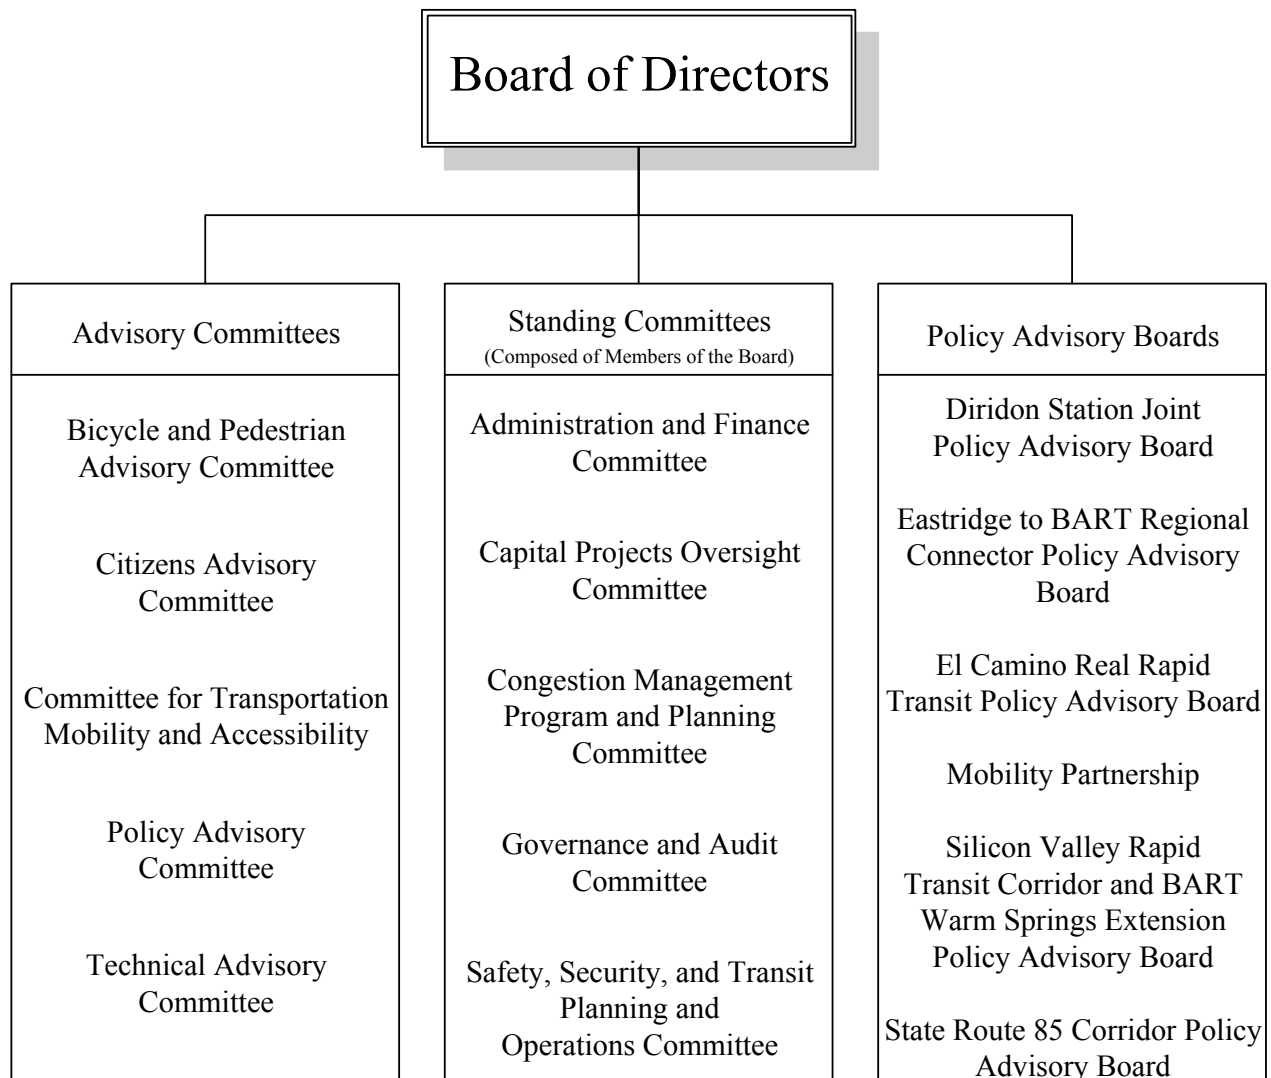 Board of Directors
Advisory Committees
Bicycle and Pedestrian
Advisory Committee
Citizens Advisory
Committee
Committee for Transportation
Mobility and Accessibility
Policy Advisory
Committee
Technical Advisory
Committee
Standing Committees
(Composed of Members of the Board)
Administration and Finance
Committee
Capital Projects Oversight
Committee
Congestion Management
Program and Planning
Committee
Governance and Audit
Committee
Safety, Security, and Transit
Planning and
Operations Committee
Policy Advisory Boards
Diridon Station Joint
Policy Advisory Board
Eastridge to BART Regional
Connector Policy Advisory
Board
El Camino Real Rapid
Transit Policy Advisory Board
Mobility Partnership
Silicon Valley Rapid
Transit Corridor and BART
Warm Springs Extension
Policy Advisory Board
State Route 85 Corridor Policy
Advisory Board